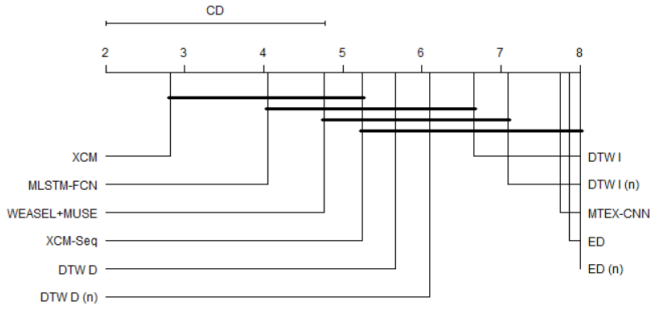 CD
2 3 4 5 6 7 8
XCM DTW I
MLSTM-FCN DTW I (n)
WEASEL+MUSE MTEX-CNN
XCM-Seq ED
DTW D ED (n)
DTW D (n)